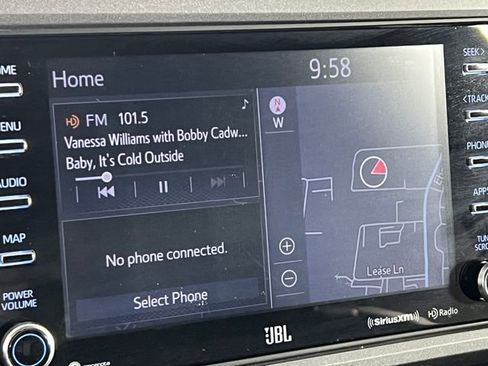 Home
9:58
HOME
MENU
AUDIO
MAP
POWER
VOLUME
HD FM 101.5
Vanessa Williams with Bobby Cadw...
Baby, It's Cold Outside
No phone connected.
Select Phone
N
W
Lease Ln
SEEK >
< TRACK
PHONE
APPS
TUNE
SCROLL
JBL
SiriusXM
HD Radio